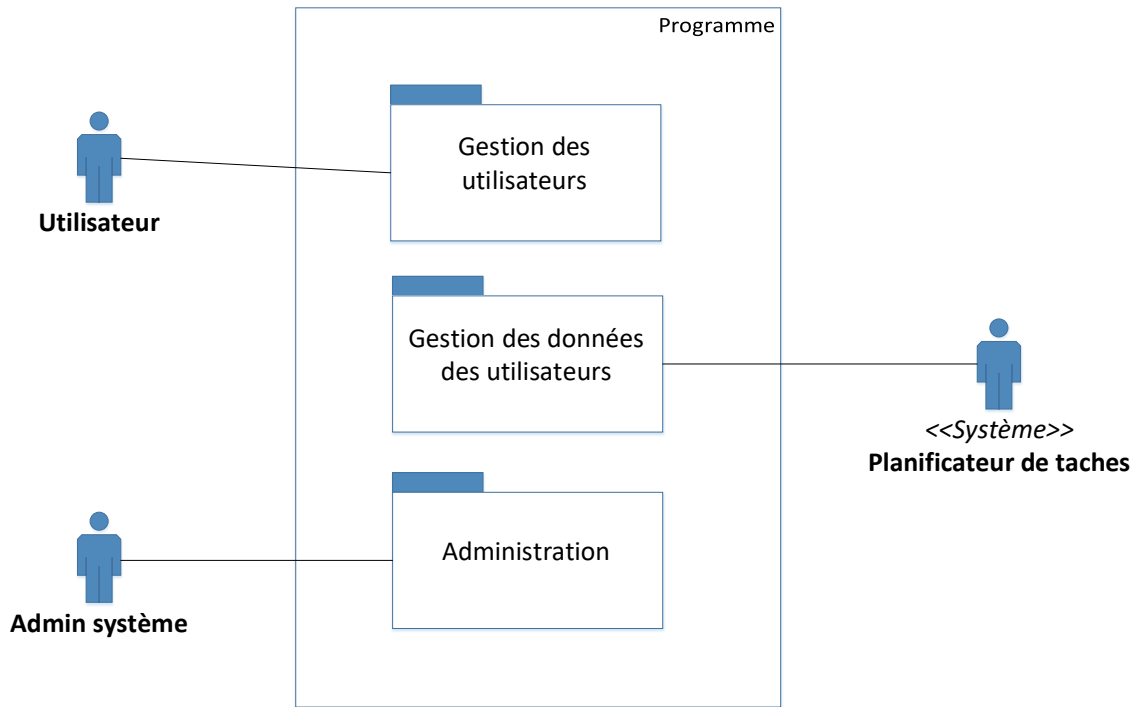 Programme
Gestion des
utilisateurs
Utilisateur
Gestion des données
des utilisateurs
<<Système>>
Planificateur de taches
Administration
Admin système